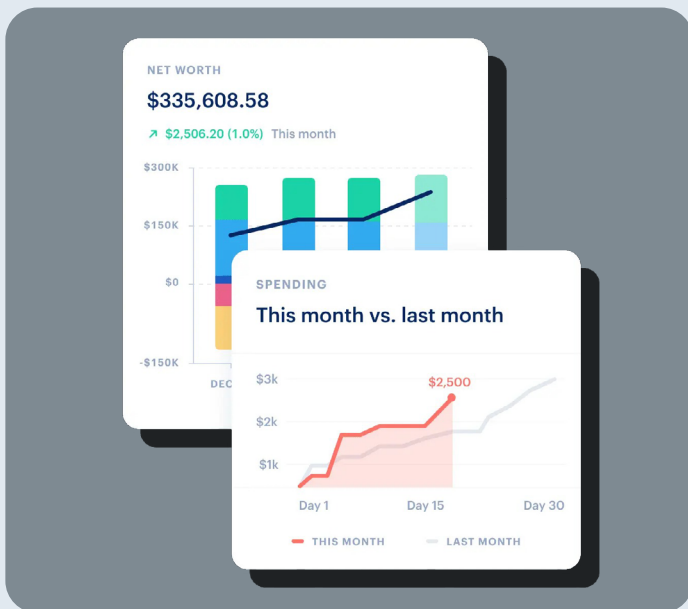 NET WORTH
$335,608.58
↗ $2,506.20 (1.0%) This month
$300K
$150K
$0
-$150K
DEC
SPENDING
This month vs. last month
$3k
$2k
$1k
$2,500
Day 1 Day 15 Day 30
THIS MONTH LAST MONTH